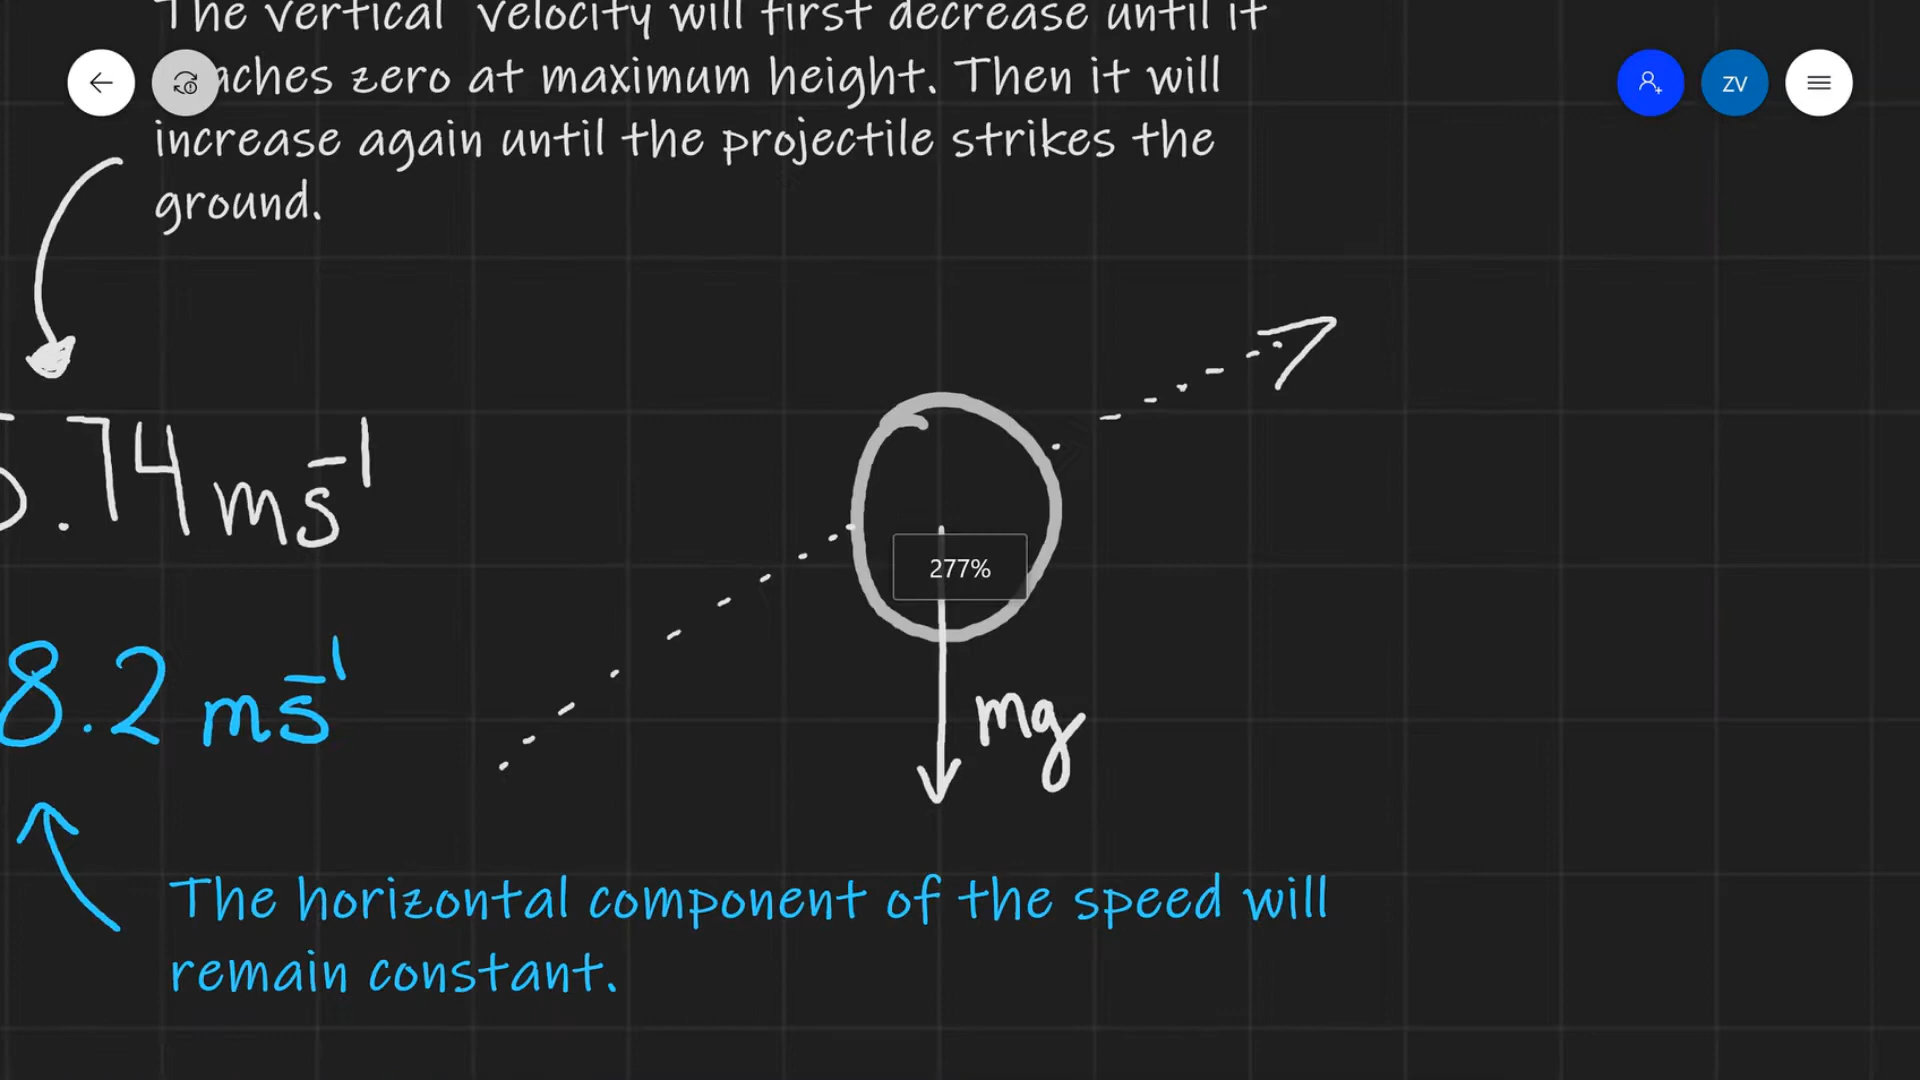 The vertical velocity will first decrease until it
aches zero at maximum height. Then it will
increase again until the projectile strikes the
ground.
ZV
.74 ms⁻¹
277%
8.2 ms⁻¹
mg
The horizontal component of the speed will
remain constant.